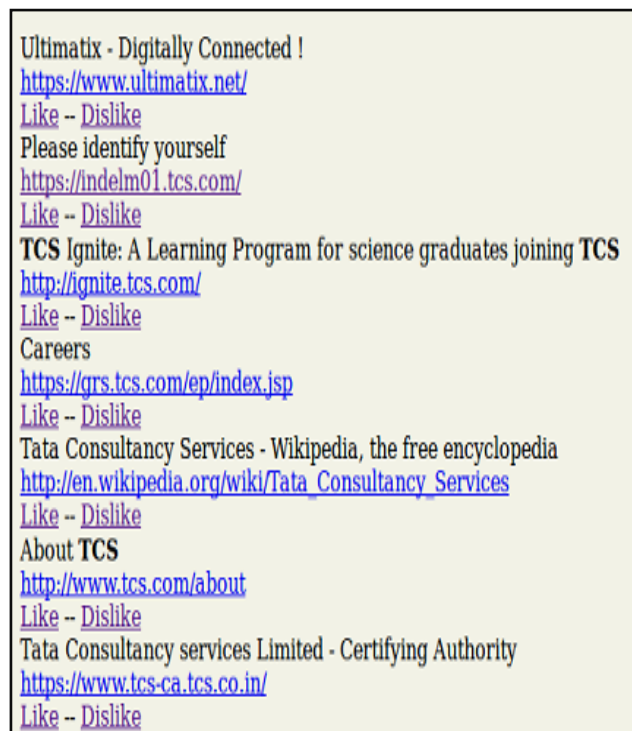 Ultimatix - Digitally Connected !
https://www.ultimatix.net/
Like -- Dislike
Please identify yourself
https://indelm01.tcs.com/
Like -- Dislike
TCS Ignite: A Learning Program for science graduates joining TCS
http://ignite.tcs.com/
Like -- Dislike
Careers
https://grs.tcs.com/ep/index.jsp
Like -- Dislike
Tata Consultancy Services - Wikipedia, the free encyclopedia
http://en.wikipedia.org/wiki/Tata_Consultancy_Services
Like -- Dislike
About TCS
http://www.tcs.com/about
Like -- Dislike
Tata Consultancy services Limited - Certifying Authority
https://www.tcs-ca.tcs.co.in/
Like -- Dislike